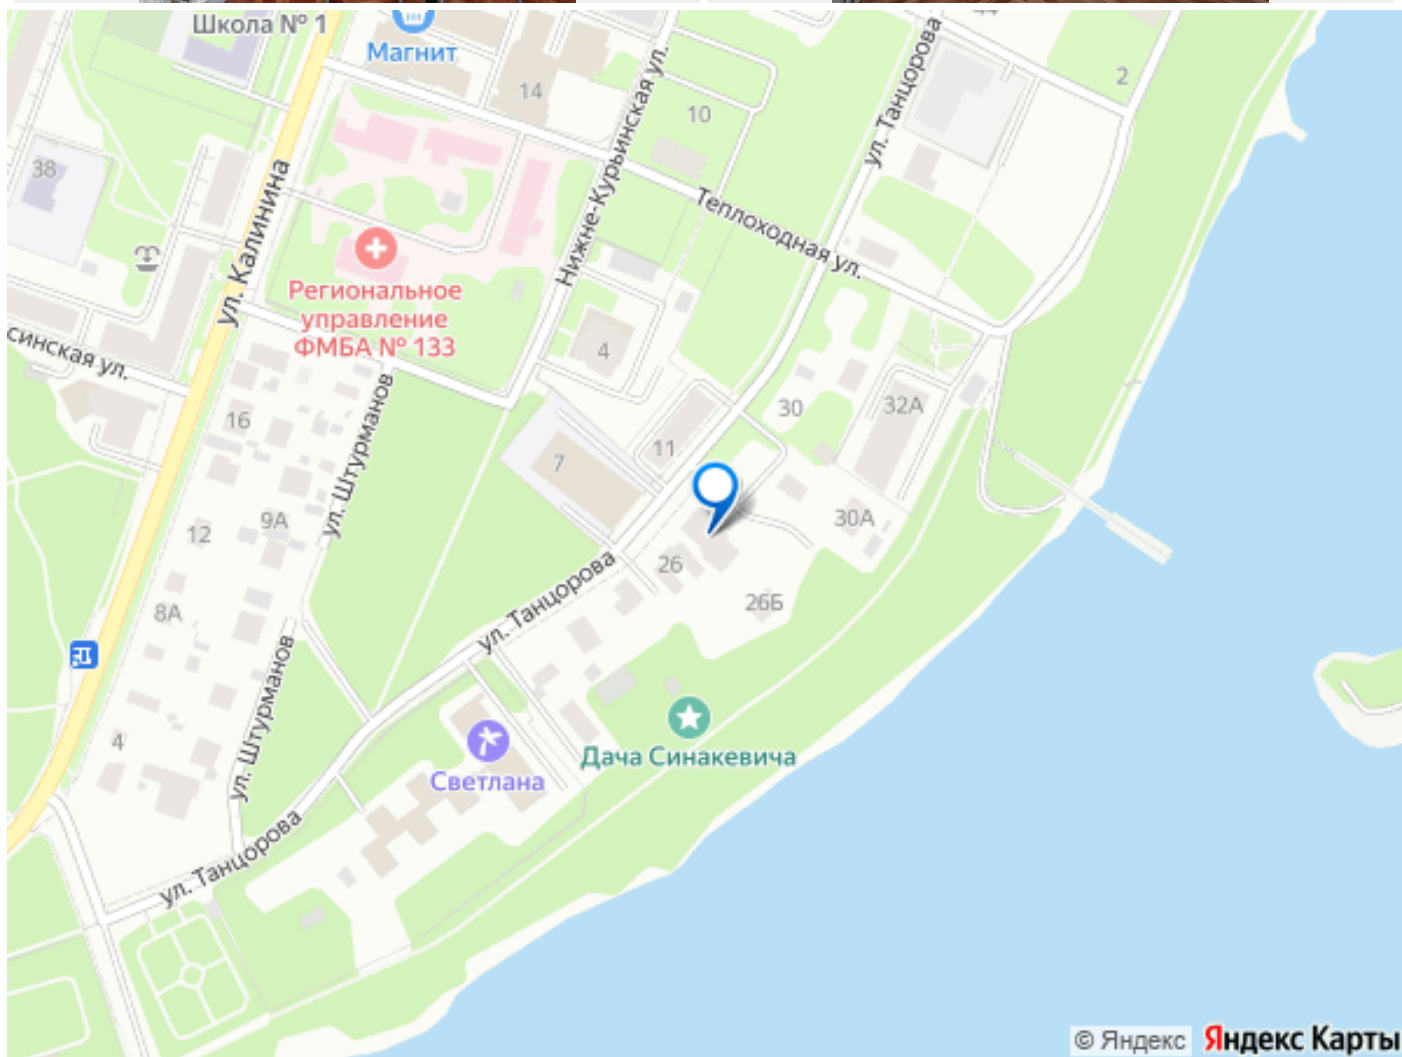 Школа № 1
Магнит
14
44
2
10
38
ул. Калинина
Нижне-Курьинская ул.
ул. Танцорова
Теплоходная ул.
Региональное
управление
ФМБА № 133
4
синская ул.
16
ул. Штурманов
11
30
32А
7
9А
12
30А
26
26Б
8А
ул. Танцорова
ул. Штурманов
4
Дача Синакевича
Светлана
ул. Танцорова
© Яндекс Яндекс Карты